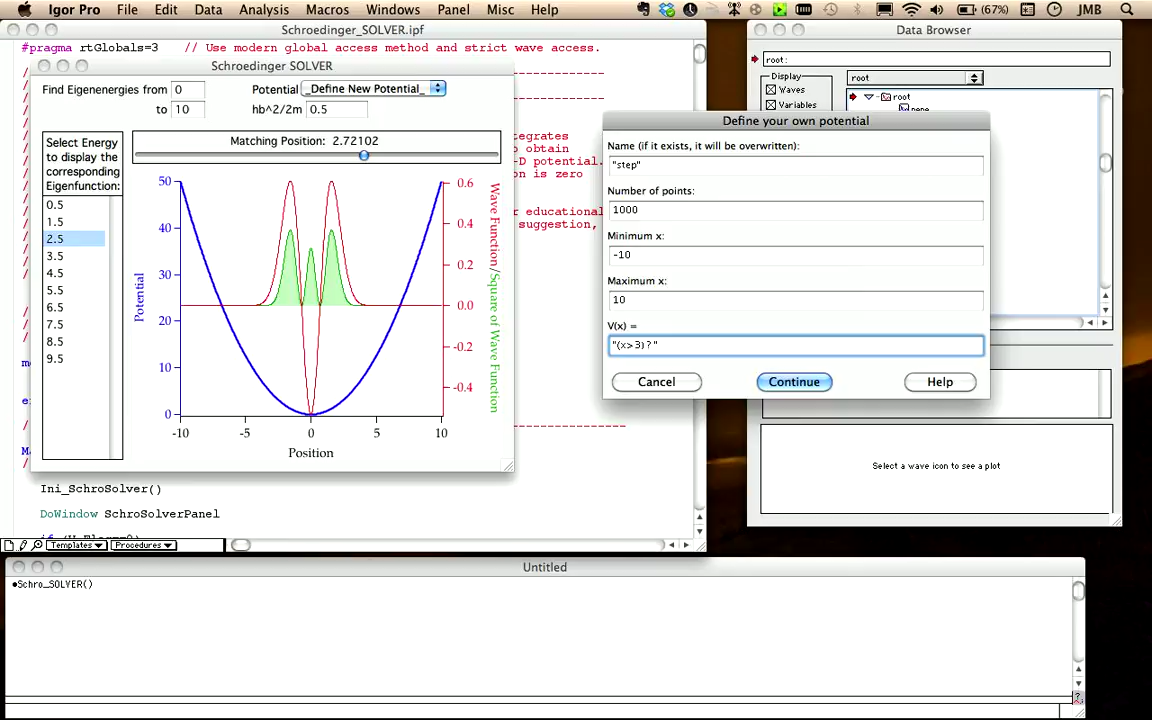 Igor Pro File Edit Data Analysis Macros Windows Panel Misc Help (67%) JMB
Schroedinger_SOLVER.ipf
#pragma rtGlobals=3 // Use modern global access method and strict wave access.
Schroedinger SOLVER
Find Eigenenergies from 0
to 10
Potential _Define New Potential_
hb^2/2m 0.5
Select Energy
to display the
corresponding
Eigenfunction:
0.5
1.5
2.5
3.5
4.5
5.5
6.5
7.5
8.5
9.5
Matching Position: 2.72102
50
40
30
20
10
0
Potential
-10 -5 0 5 10
Position
0.6
0.4
0.2
0.0
-0.2
-0.4
Wave Function/Square of Wave Function
tegrates
o obtain
-D potential.
on is zero
r educational
suggestion,
Ini_SchroSolver()
DoWindow SchroSolverPanel
Templates Procedures
Data Browser
root:
Display
Waves
Variables
root
root
Define your own potential
Name (if it exists, it will be overwritten):
"step"
Number of points:
1000
Minimum x:
-10
Maximum x:
10
V(x) =
"(x>3)?"
Cancel Continue Help
Select a wave icon to see a plot
Untitled
•Schro_SOLVER()